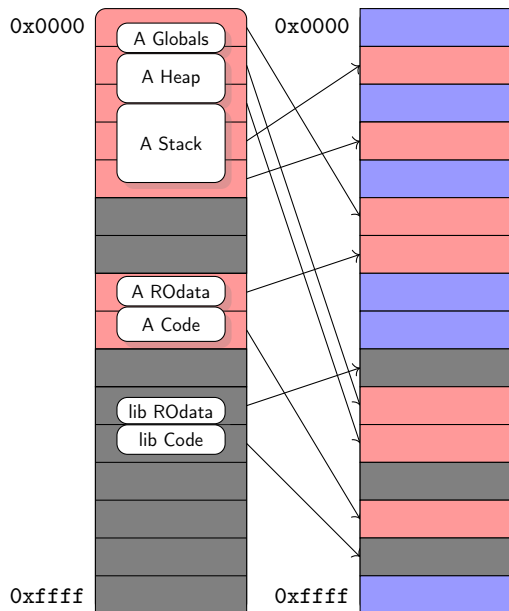 0x0000
0x0000
A Globals
A Heap
A Stack
A ROdata
A Code
lib ROdata
lib Code
0xffff
0xffff